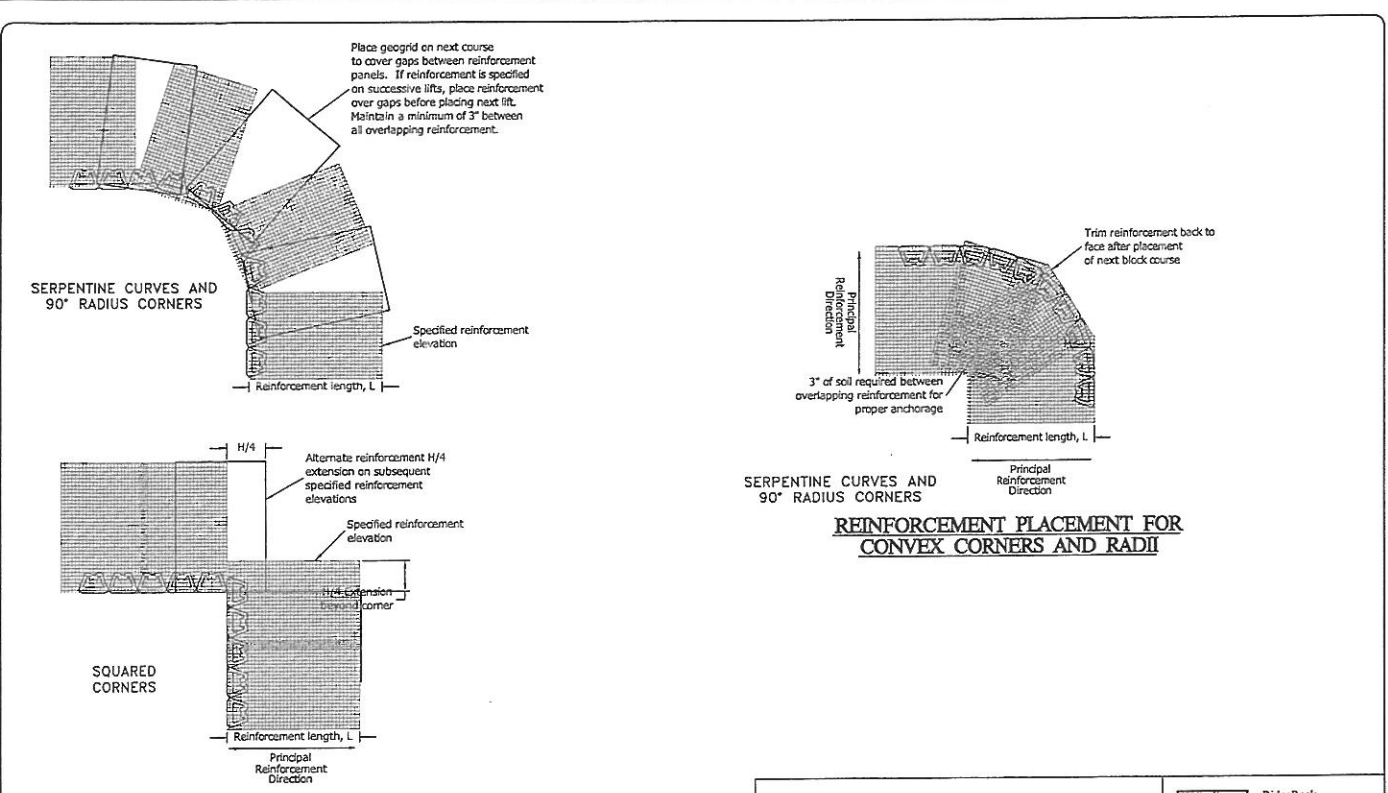 Place geogrid on next course
to cover gaps between reinforcement
panels. If reinforcement is specified
on successive lifts, place reinforcement
over gaps before placing next lift.
Maintain a minimum of 3" between
all overlapping reinforcement.
SERPENTINE CURVES AND
90° RADIUS CORNERS
Specified reinforcement
elevation
Reinforcement length, L
Trim reinforcement back to
face after placement
of next block course
Principal
Reinforcement
Direction
3" of soil required between
overlapping reinforcement for
proper anchorage
Reinforcement length, L
Principal
Reinforcement
Direction
SERPENTINE CURVES AND
90° RADIUS CORNERS
REINFORCEMENT PLACEMENT FOR
CONVEX CORNERS AND RADII
H/4
Alternate reinforcement H/4
extension on subsequent
specified reinforcement
elevations
Specified reinforcement
elevation
H/4 Extension
beyond corner
SQUARED
CORNERS
Reinforcement length, L
Principal
Reinforcement
Direction